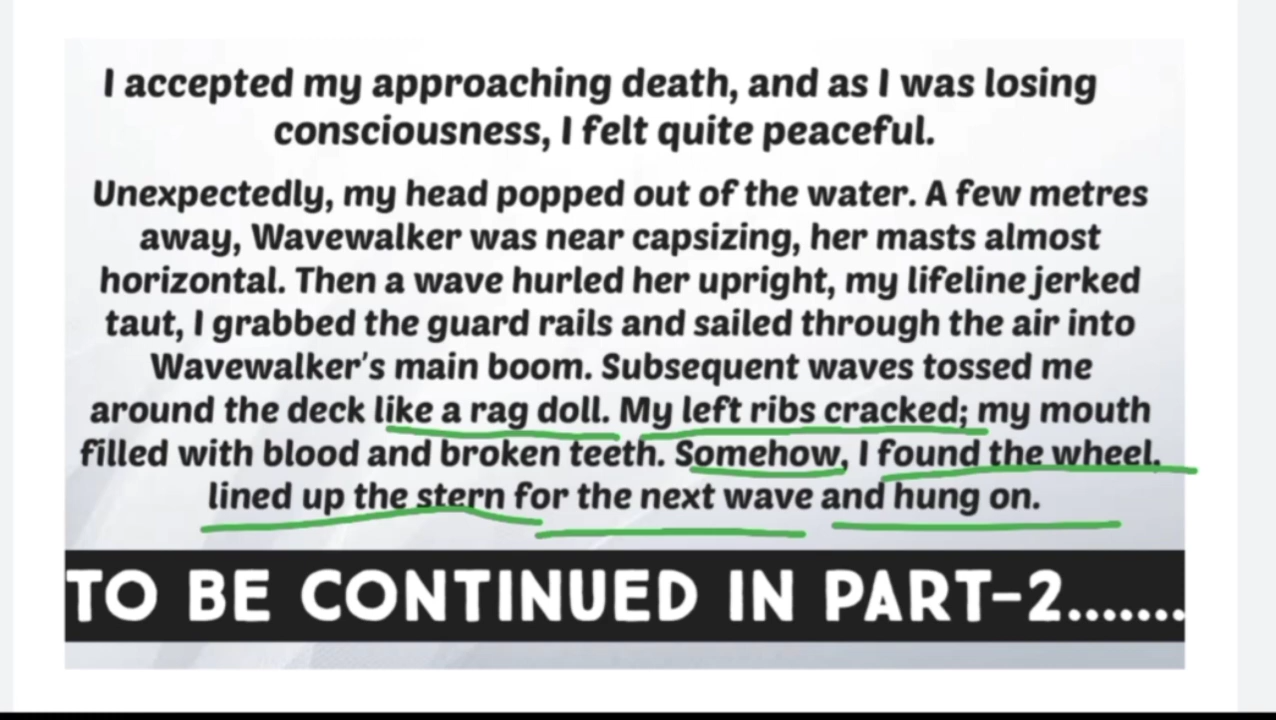 I accepted my approaching death, and as I was losing
consciousness, I felt quite peaceful.
Unexpectedly, my head popped out of the water. A few metres
away, Wavewalker was near capsizing, her masts almost
horizontal. Then a wave hurled her upright, my lifeline jerked
taut, I grabbed the guard rails and sailed through the air into
Wavewalker's main boom. Subsequent waves tossed me
around the deck like a rag doll. My left ribs cracked; my mouth
filled with blood and broken teeth. Somehow, I found the wheel,
lined up the stern for the next wave and hung on.
TO BE CONTINUED IN PART-2.......